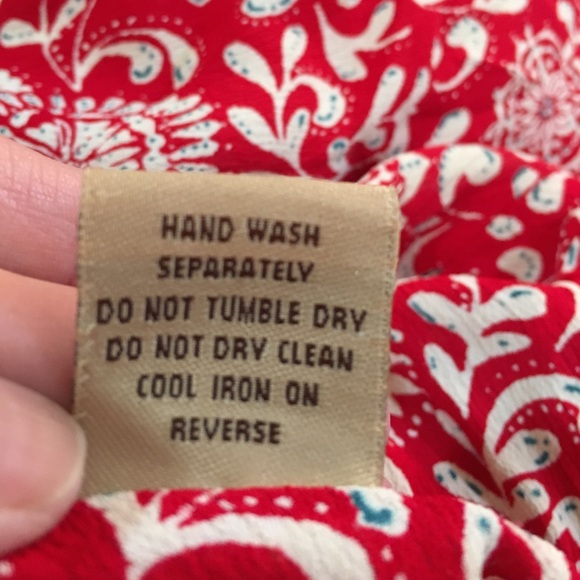 HAND WASH
SEPARATELY
DO NOT TUMBLE DRY
DO NOT DRY CLEAN
COOL IRON ON
REVERSE